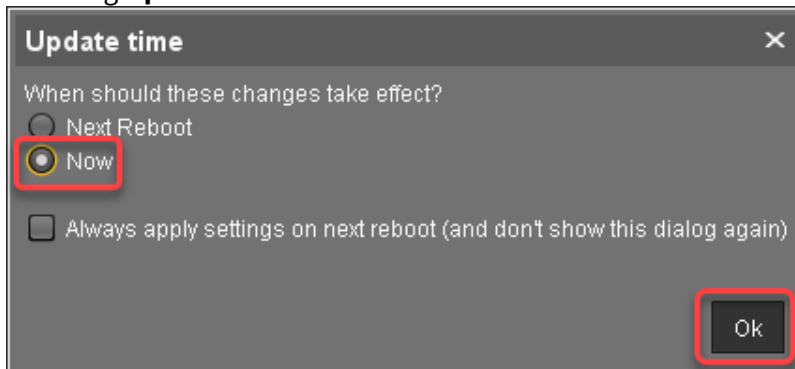 Update time
When should these changes take effect?
Next Reboot
Now
Always apply settings on next reboot (and don't show this dialog again)
Ok